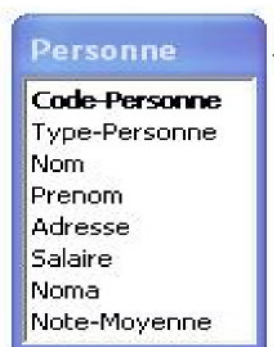 Personne
Code-Personne
Type-Personne
Nom
Prenom
Adresse
Salaire
Noma
Note-Moyenne